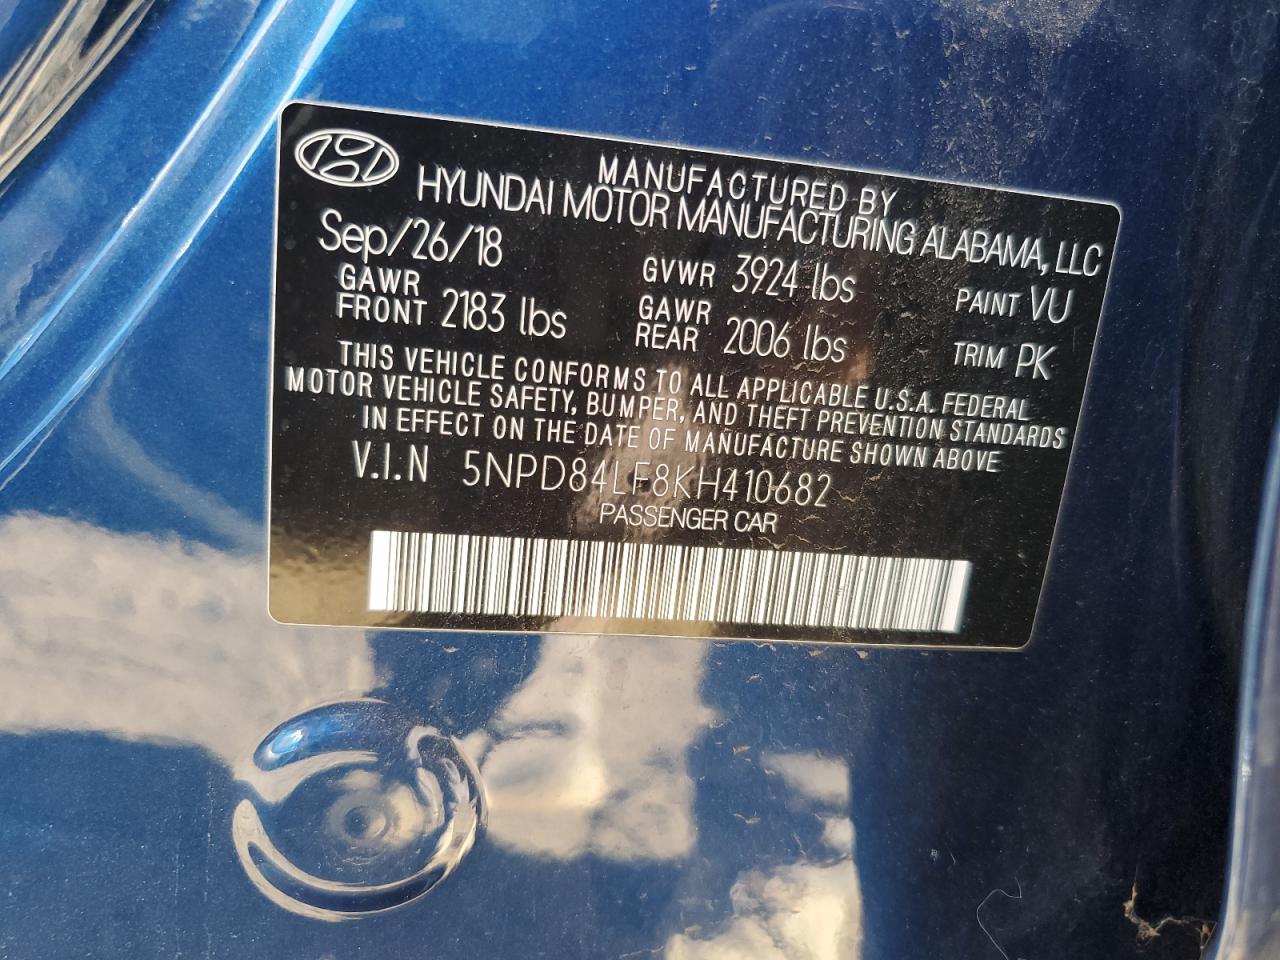 MANUFACTURED BY
HYUNDAI MOTOR MANUFACTURING ALABAMA, LLC
Sep/26/18 GVWR 3924 lbs PAINT VU
GAWR FRONT 2183 lbs GAWR REAR 2006 lbs TRIM PK
THIS VEHICLE CONFORMS TO ALL APPLICABLE U.S.A. FEDERAL
MOTOR VEHICLE SAFETY, BUMPER, AND THEFT PREVENTION STANDARDS
IN EFFECT ON THE DATE OF MANUFACTURE SHOWN ABOVE
V.I.N 5NPD84LF8KH410682
PASSENGER CAR